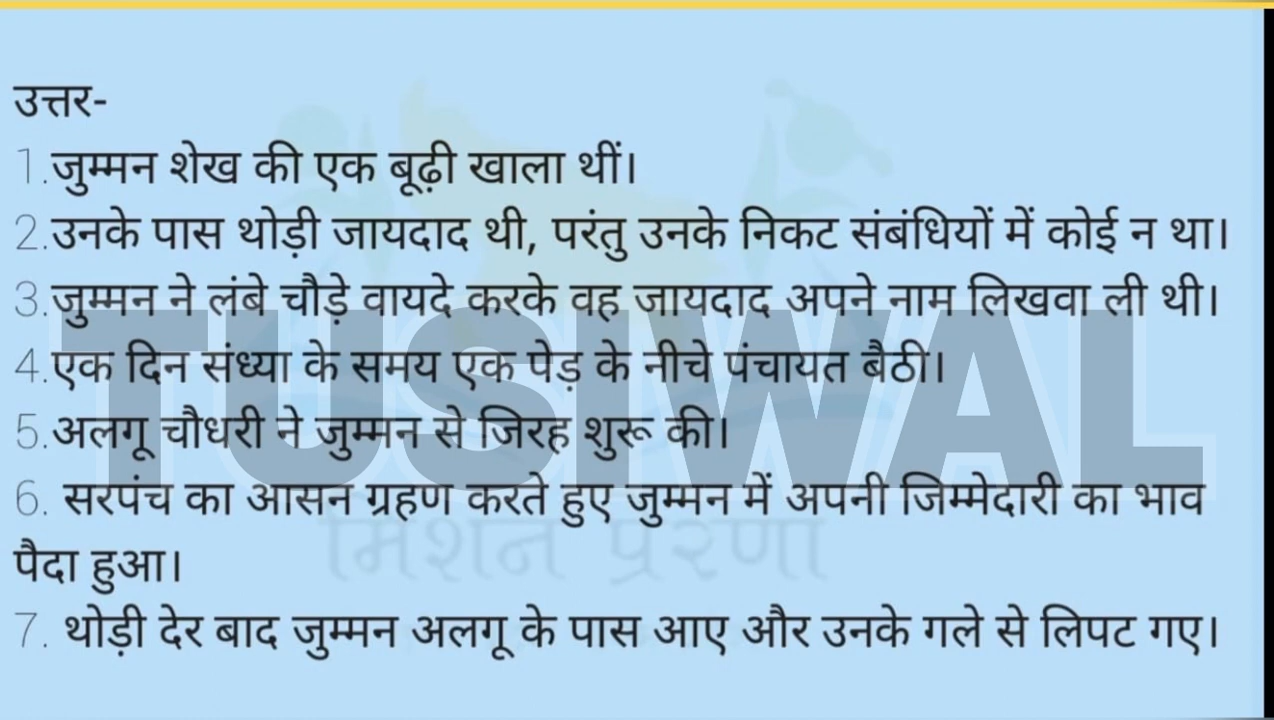 उत्तर-
1.जुम्मन शेख की एक बूढ़ी खाला थीं।
2.उनके पास थोड़ी जायदाद थी, परंतु उनके निकट संबंधियों में कोई न था।
3.जुम्मन ने लंबे चौड़े वायदे करके वह जायदाद अपने नाम लिखवा ली थी।
4.एक दिन संध्या के समय एक पेड़ के नीचे पंचायत बैठी।
5.अलगू चौधरी ने जुम्मन से जिरह शुरू की।
TUSIWAL
6. सरपंच का आसन ग्रहण करते हुए जुम्मन में अपनी जिम्मेदारी का भाव
मिशन प्रेरणा
पैदा हुआ।
7. थोड़ी देर बाद जुम्मन अलगू के पास आए और उनके गले से लिपट गए।